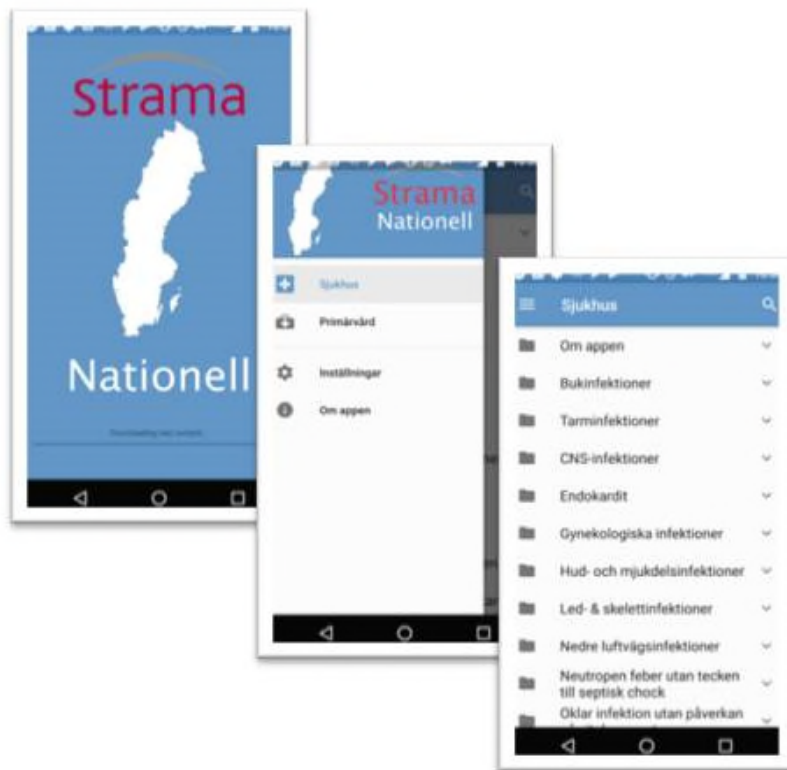 Strama
Nationell
Strama
Nationell
Sjukhus
Primärvård
Inställningar
Om appen
Sjukhus
Om appen
Bukinfektioner
Tarminfektioner
CNS-infektioner
Endokardit
Gynekologiska infektioner
Hud- och mjukdelsinfektioner
Led- & skelettinfektioner
Nedre luftvägsinfektioner
Neutropen feber utan tecken
till septisk chock
Oklar infektion utan påverkan